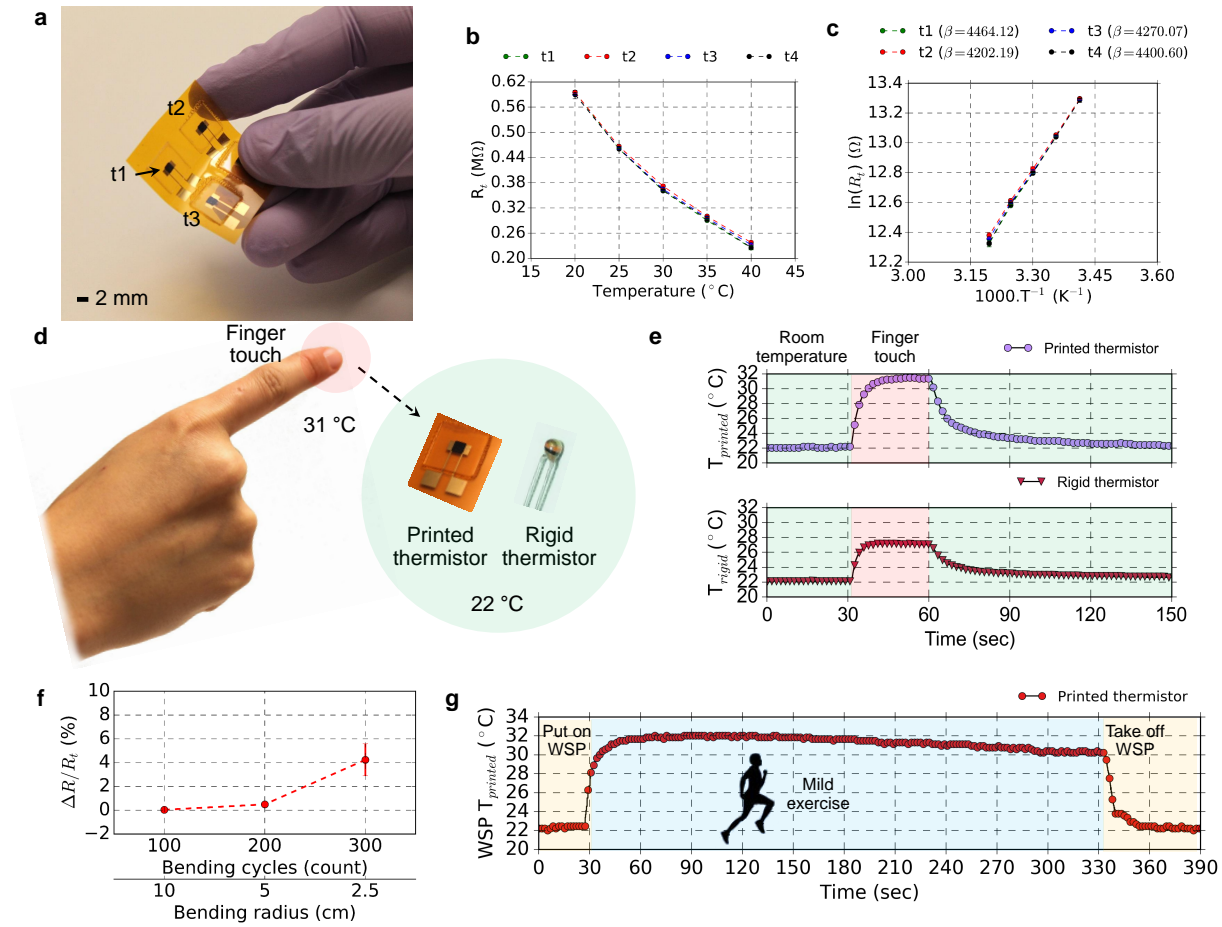 a
t2
t1
t3
2 mm
b
t1 t2 t3 t4
R_t (MΩ)
0.62
0.56
0.50
0.44
0.38
0.32
0.26
0.20
15 20 25 30 35 40 45
Temperature (°C)
c
t1 (β=4464.12) t3 (β=4270.07)
t2 (β=4202.19) t4 (β=4400.60)
ln(R_t) (Ω)
13.4
13.2
13.0
12.8
12.6
12.4
12.2
3.00 3.15 3.30 3.45 3.60
1000.T⁻¹ (K⁻¹)
d
Finger
touch
31 °C
Printed
thermistor
Rigid
thermistor
22 °C
e
Room
temperature
Finger
touch
Printed thermistor
T_printed (°C)
32
30
28
26
24
22
20
Rigid thermistor
T_rigid (°C)
32
30
28
26
24
22
20
0 30 60 90 120 150
Time (sec)
f
ΔR/R_t (%)
10
8
6
4
2
0
−2
100 200 300
Bending cycles (count)
10 5 2.5
Bending radius (cm)
g
Printed thermistor
WSP T_printed (°C)
34
32
30
28
26
24
22
20
Put on
WSP
Mild
exercise
Take off
WSP
0 30 60 90 120 150 180 210 240 270 300 330 360 390
Time (sec)